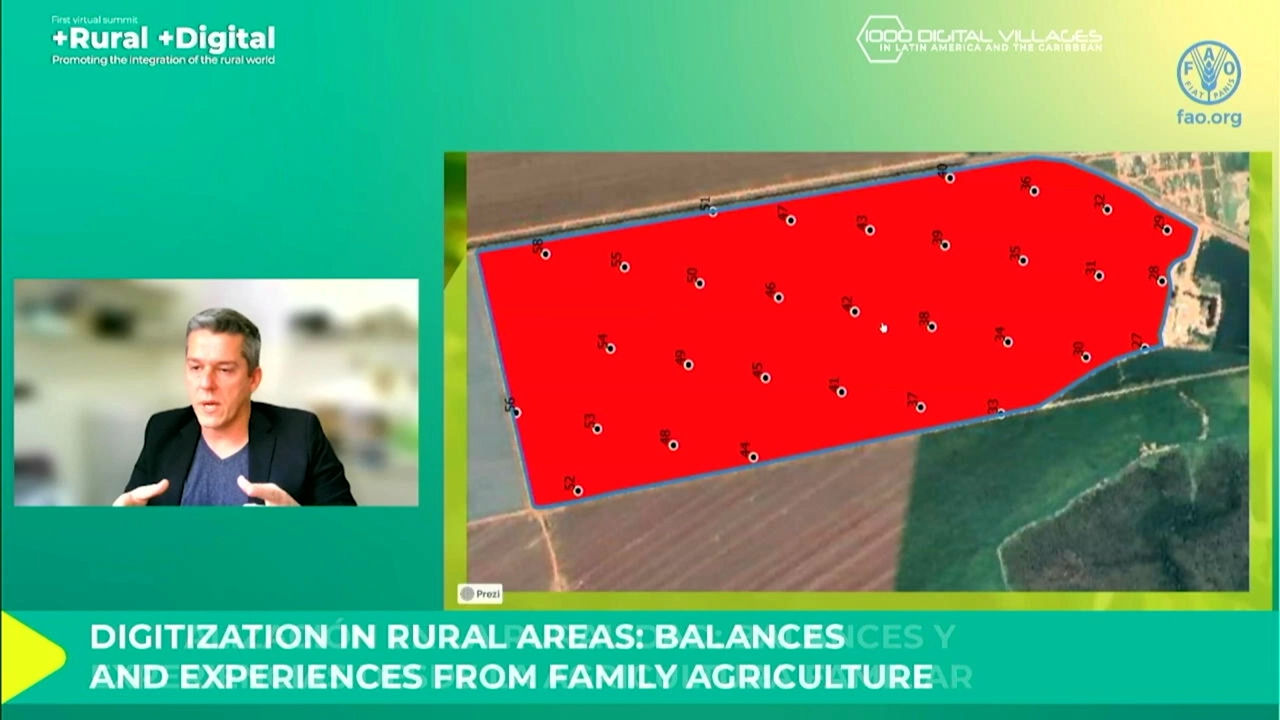 First virtual summit
+Rural +Digital
Promoting the integration of the rural world
1000 DIGITAL VILLAGES
IN LATIN AMERICA AND THE CARIBBEAN
F A O
FIAT PANIS
fao.org
40
36
51
47
32
43
29
58
39
55
35
50
31
28
46
42
38
54
34
49
30
27
45
41
56
37
33
53
48
44
52
Prezi
DIGITIZATION IN RURAL AREAS: BALANCES
AND EXPERIENCES FROM FAMILY AGRICULTURE